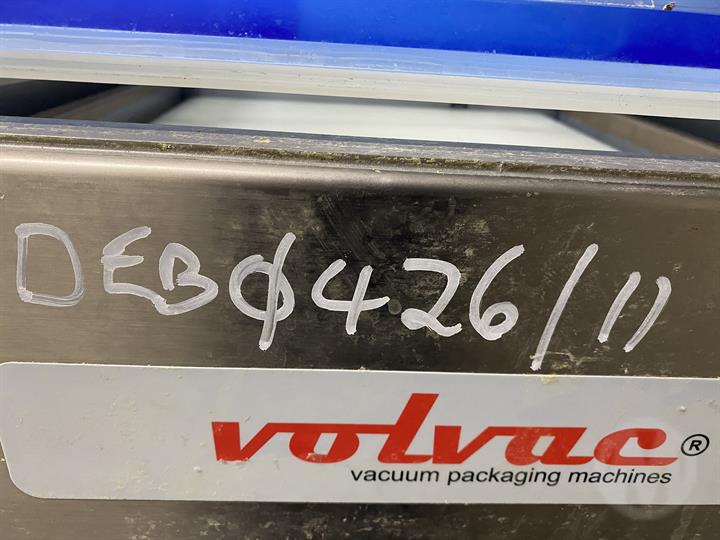 DEBØ426/11
volvac®
vacuum packaging machines